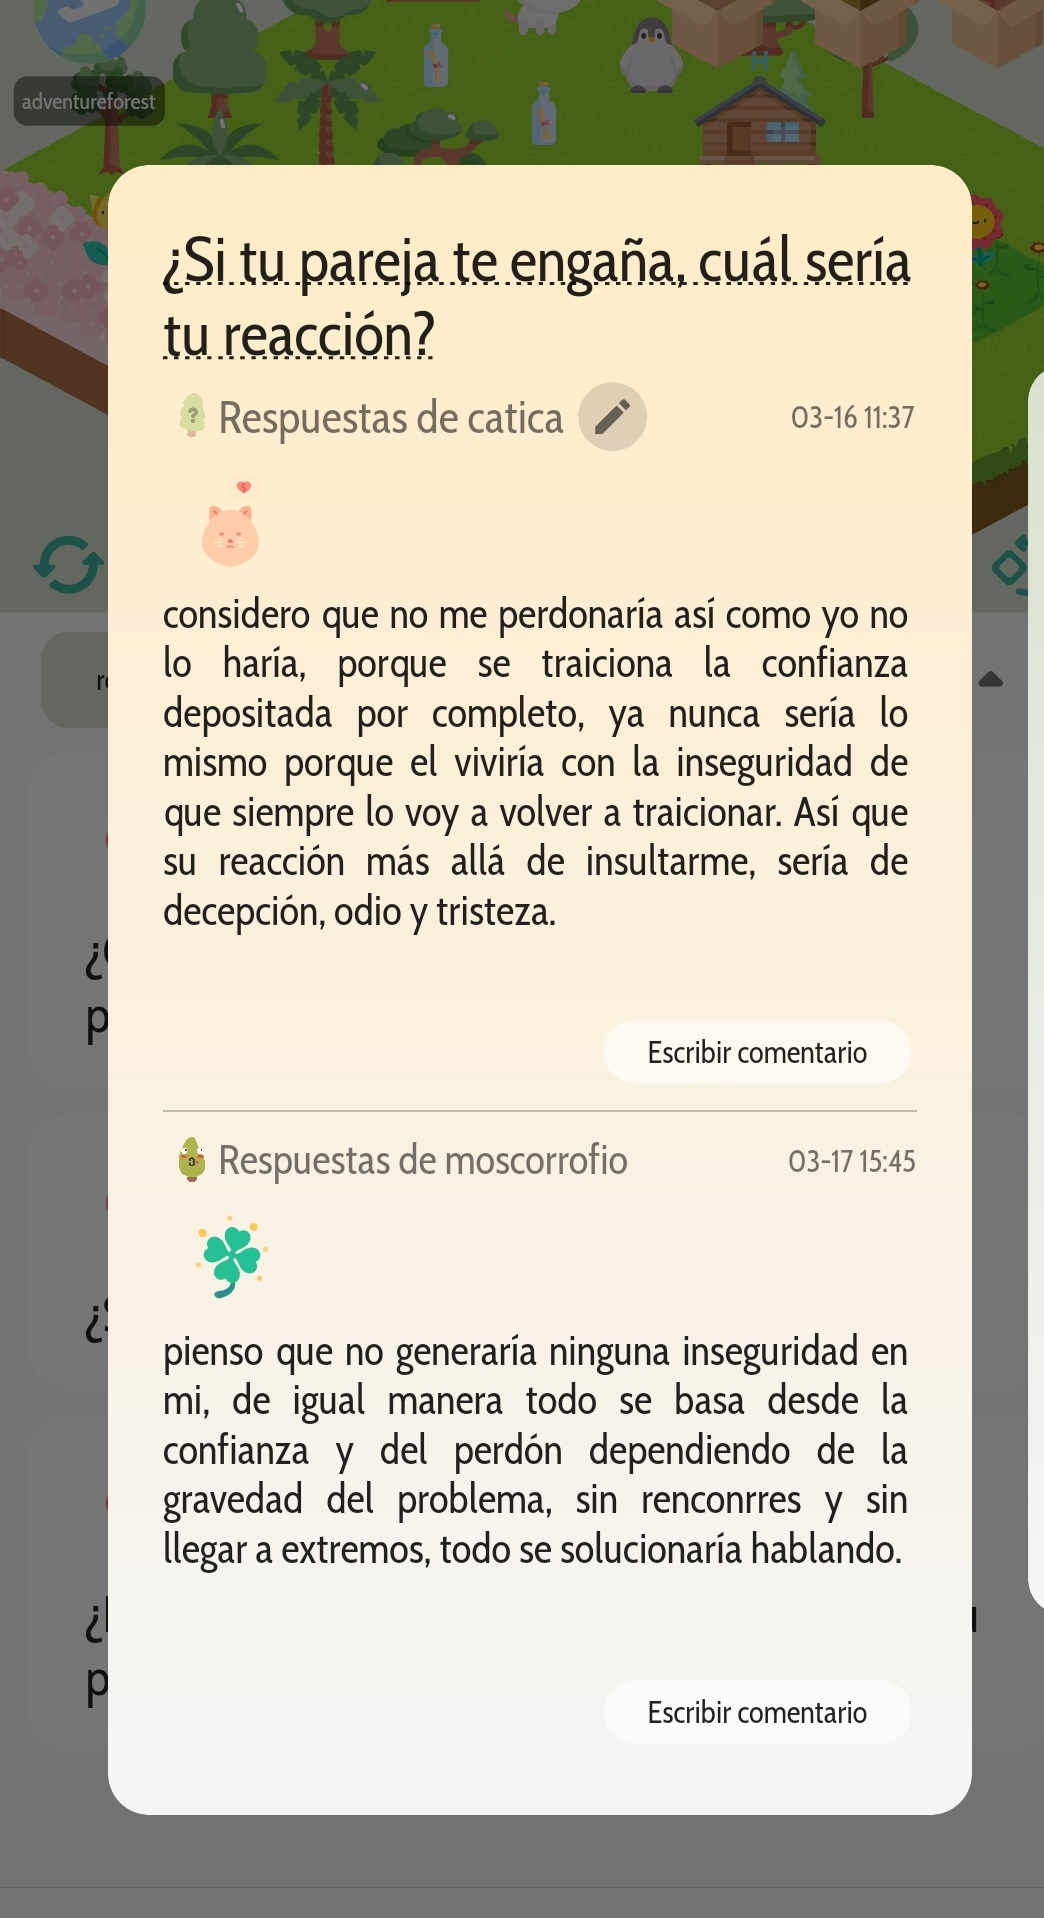 adventureforest
¿Si tu pareja te engaña, cuál sería
tu reacción?
Respuestas de catica
03-16 11:37
considero que no me perdonaría así como yo no
lo haría, porque se traiciona la confianza
depositada por completo, ya nunca sería lo
mismo porque el viviría con la inseguridad de
que siempre lo voy a volver a traicionar. Así que
su reacción más allá de insultarme, sería de
decepción, odio y tristeza.
Escribir comentario
Respuestas de moscorrofio
03-17 15:45
pienso que no generaría ninguna inseguridad en
mi, de igual manera todo se basa desde la
confianza y del perdón dependiendo de la
gravedad del problema, sin renconrres y sin
llegar a extremos, todo se solucionaría hablando.
Escribir comentario